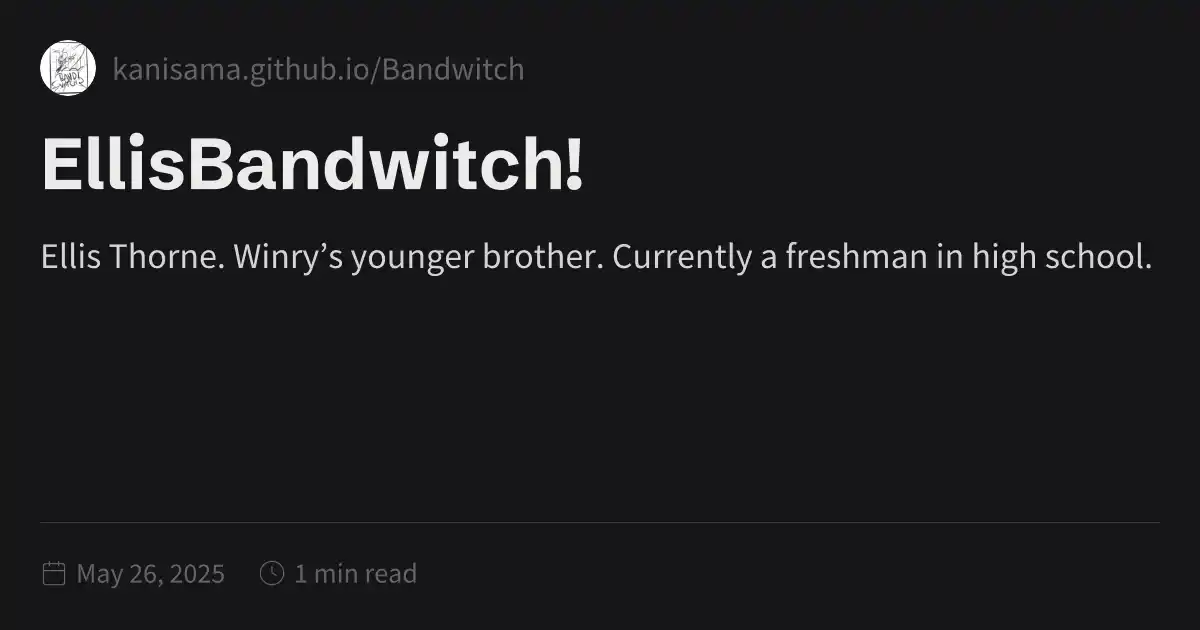 kanisama.github.io/Bandwitch
EllisBandwitch!
Ellis Thorne. Winry’s younger brother. Currently a freshman in high school.
May 26, 2025
1 min read